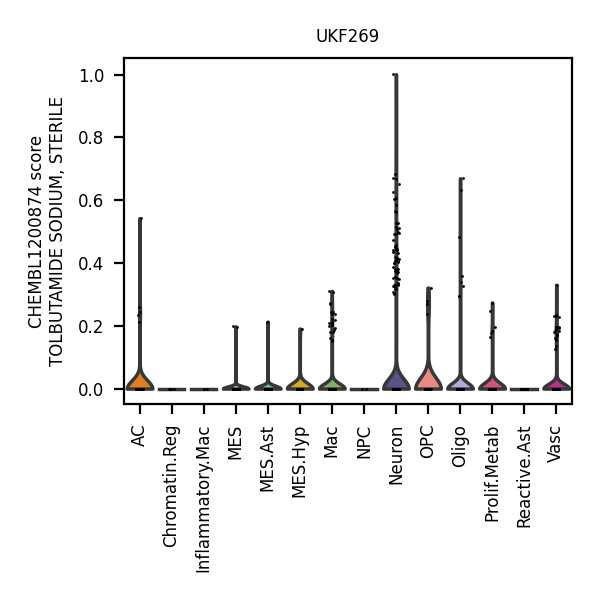 UKF269
CHEMBL1200874 score
TOLBUTAMIDE SODIUM, STERILE
1.0
0.8
0.6
0.4
0.2
0.0
AC
Chromatin.Reg
Inflammatory.Mac
MES
MES.Ast
MES.Hyp
Mac
NPC
Neuron
OPC
Oligo
Prolif.Metab
Reactive.Ast
Vasc